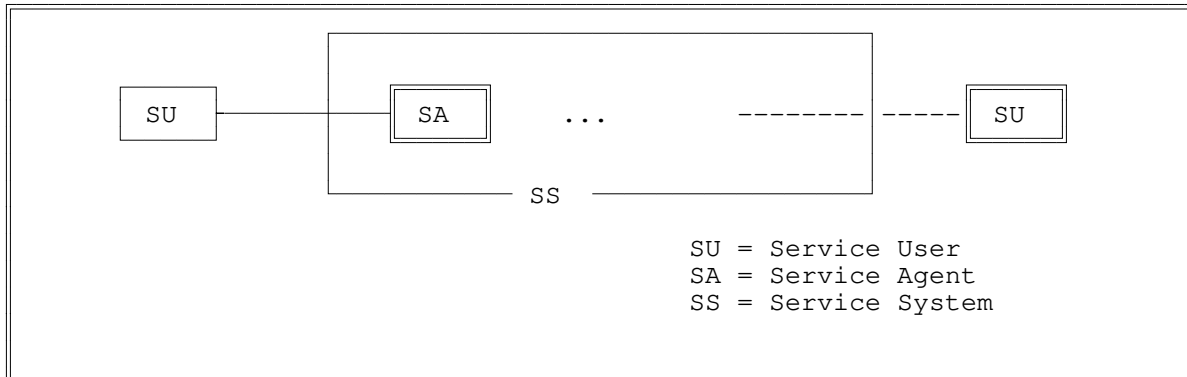 SU SA ... SU
SS
SU = Service User
SA = Service Agent
SS = Service System